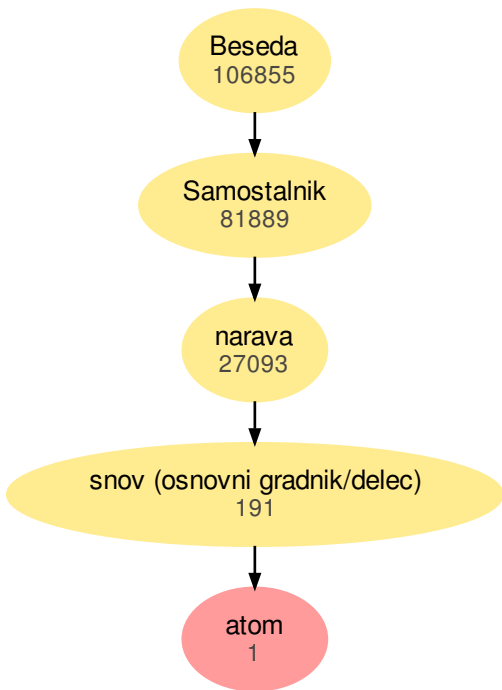 Beseda
106855
Samostalnik
81889
narava
27093
snov (osnovni gradnik/delec)
191
atom
1